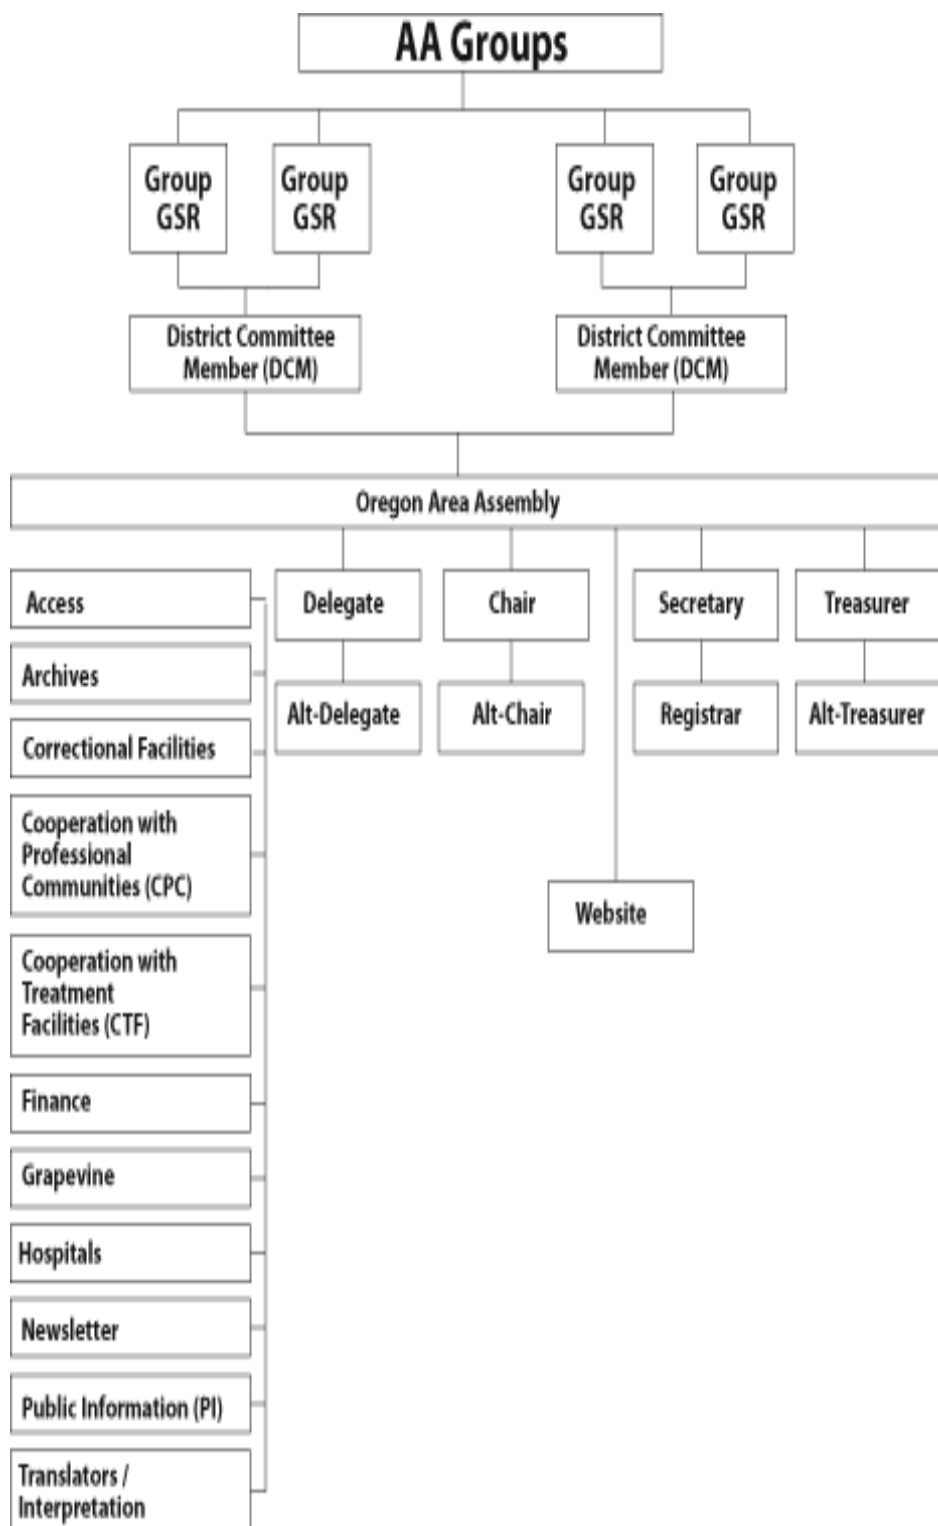 AA Groups
Group
GSR
Group
GSR
Group
GSR
Group
GSR
District Committee
Member (DCM)
District Committee
Member (DCM)
Oregon Area Assembly
Access
Archives
Correctional Facilities
Cooperation with
Professional
Communities (CPC)
Cooperation with
Treatment
Facilities (CTF)
Finance
Grapevine
Hospitals
Newsletter
Public Information (PI)
Translators /
Interpretation
Delegate
Alt-Delegate
Chair
Alt-Chair
Website
Secretary
Registrar
Treasurer
Alt-Treasurer